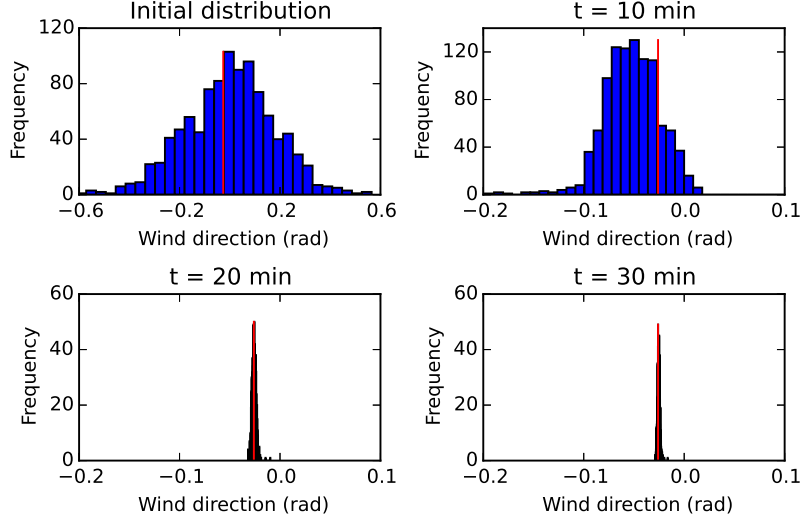 Initial distribution
120
80
40
0
Frequency
−0.6 −0.2 0.2 0.6
Wind direction (rad)
t = 10 min
120
80
40
0
Frequency
−0.2 −0.1 0.0 0.1
Wind direction (rad)
t = 20 min
60
40
20
0
Frequency
−0.2 −0.1 0.0 0.1
Wind direction (rad)
t = 30 min
60
40
20
0
Frequency
−0.2 −0.1 0.0 0.1
Wind direction (rad)